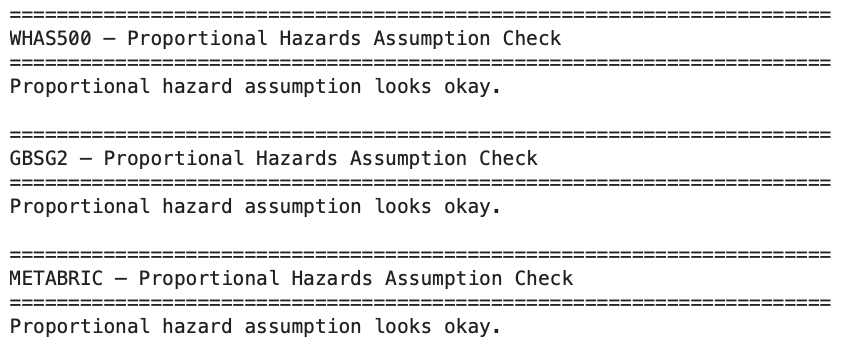 ======================================================================
WHAS500 — Proportional Hazards Assumption Check
======================================================================
Proportional hazard assumption looks okay.
======================================================================
GBSG2 — Proportional Hazards Assumption Check
======================================================================
Proportional hazard assumption looks okay.
======================================================================
METABRIC — Proportional Hazards Assumption Check
======================================================================
Proportional hazard assumption looks okay.